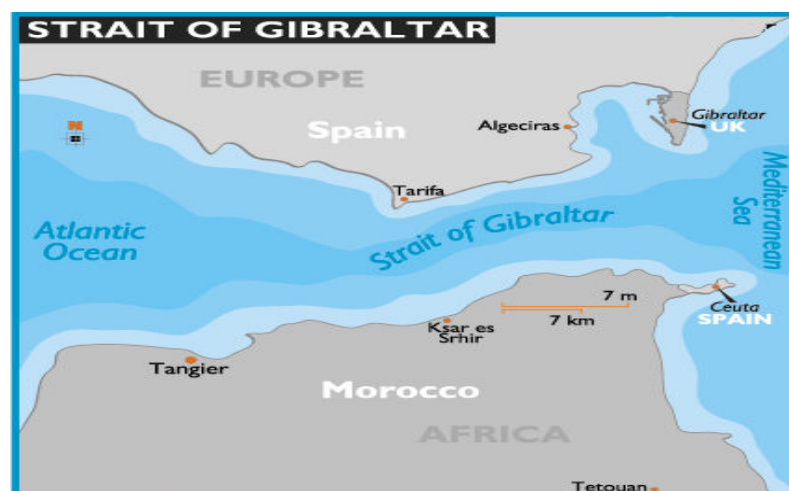 STRAIT OF GIBRALTAR
EUROPE
Spain
Algeciras
Gibraltar
UK
N
Tarifa
Mediterranean
Sea
Atlantic
Ocean
Strait of Gibraltar
7 m
7 km
Ceuta
SPAIN
Ksar es
Srhir
Tangier
Morocco
AFRICA
Tetouan